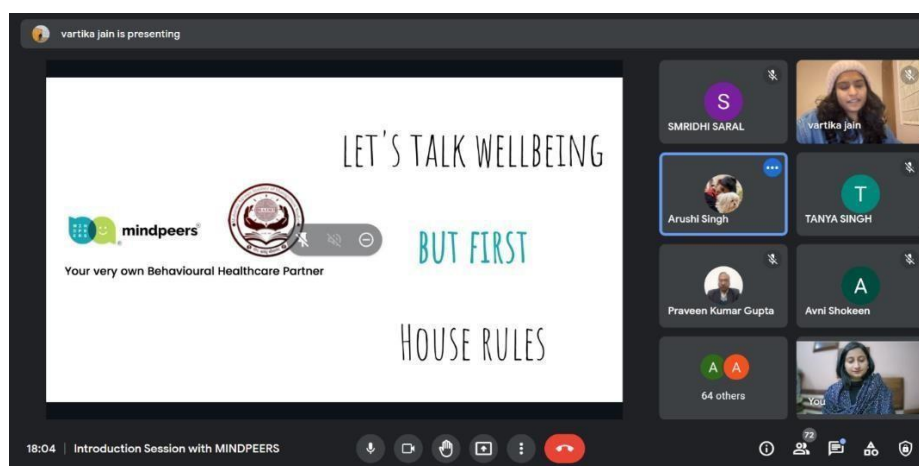 vartika jain is presenting
LET'S TALK WELLBEING
BUT FIRST
HOUSE RULES
mindpeers®
Your very own Behavioural Healthcare Partner
S
SMRIDHI SARAL
vartika jain
Arushi Singh
T
TANYA SINGH
Praveen Kumar Gupta
A
Avni Shokeen
A A
64 others
You
18:04 | Introduction Session with MINDPEERS
72